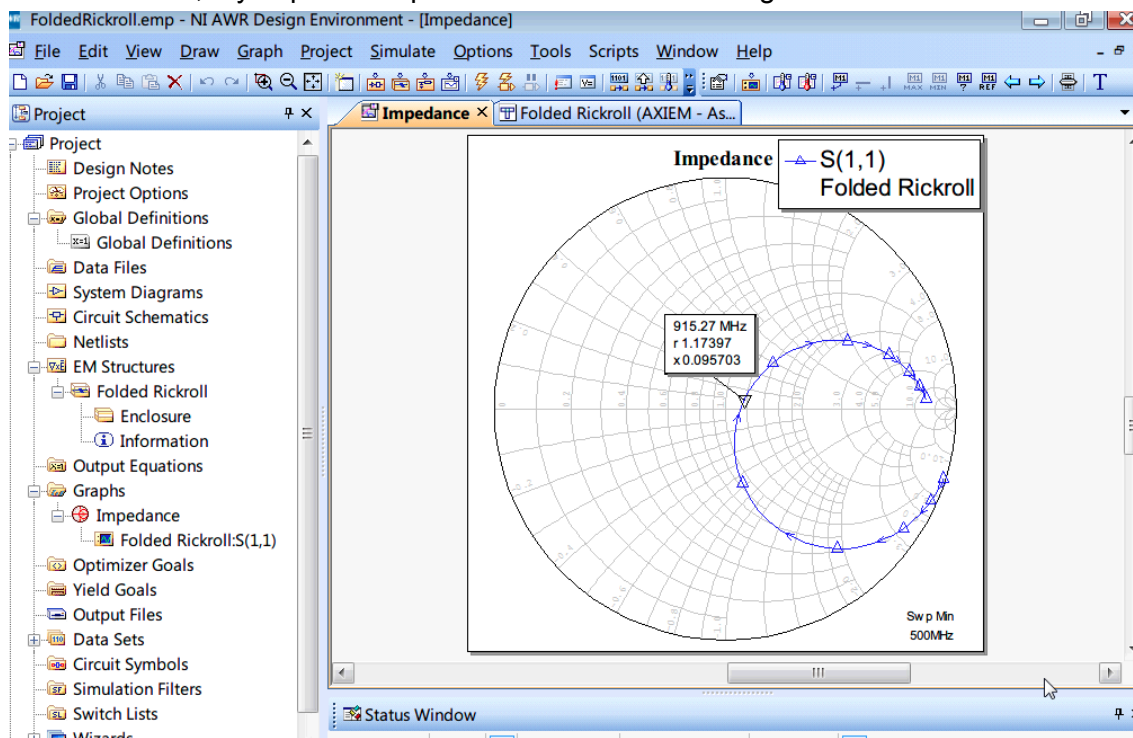 FoldedRickroll.emp - NI AWR Design Environment - [Impedance]
File Edit View Draw Graph Project Simulate Options Tools Scripts Window Help
Project
Impedance
Folded Rickroll (AXIEM - As...
Project
Design Notes
Project Options
Global Definitions
Global Definitions
Data Files
System Diagrams
Circuit Schematics
Netlists
EM Structures
Folded Rickroll
Enclosure
Information
Output Equations
Graphs
Impedance
Folded Rickroll:S(1,1)
Optimizer Goals
Yield Goals
Output Files
Data Sets
Circuit Symbols
Simulation Filters
Switch Lists
Wizards
Impedance
S(1,1)
Folded Rickroll
915.27 MHz
r 1.17397
x 0.095703
Swp Min
500MHz
Status Window